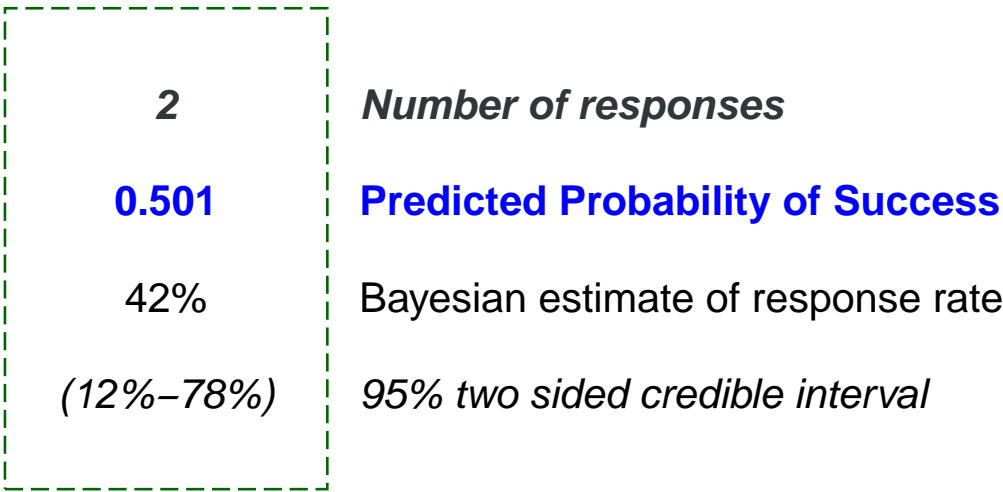 2 Number of responses
0.501 Predicted Probability of Success
42% Bayesian estimate of response rate
(12%–78%) 95% two sided credible interval